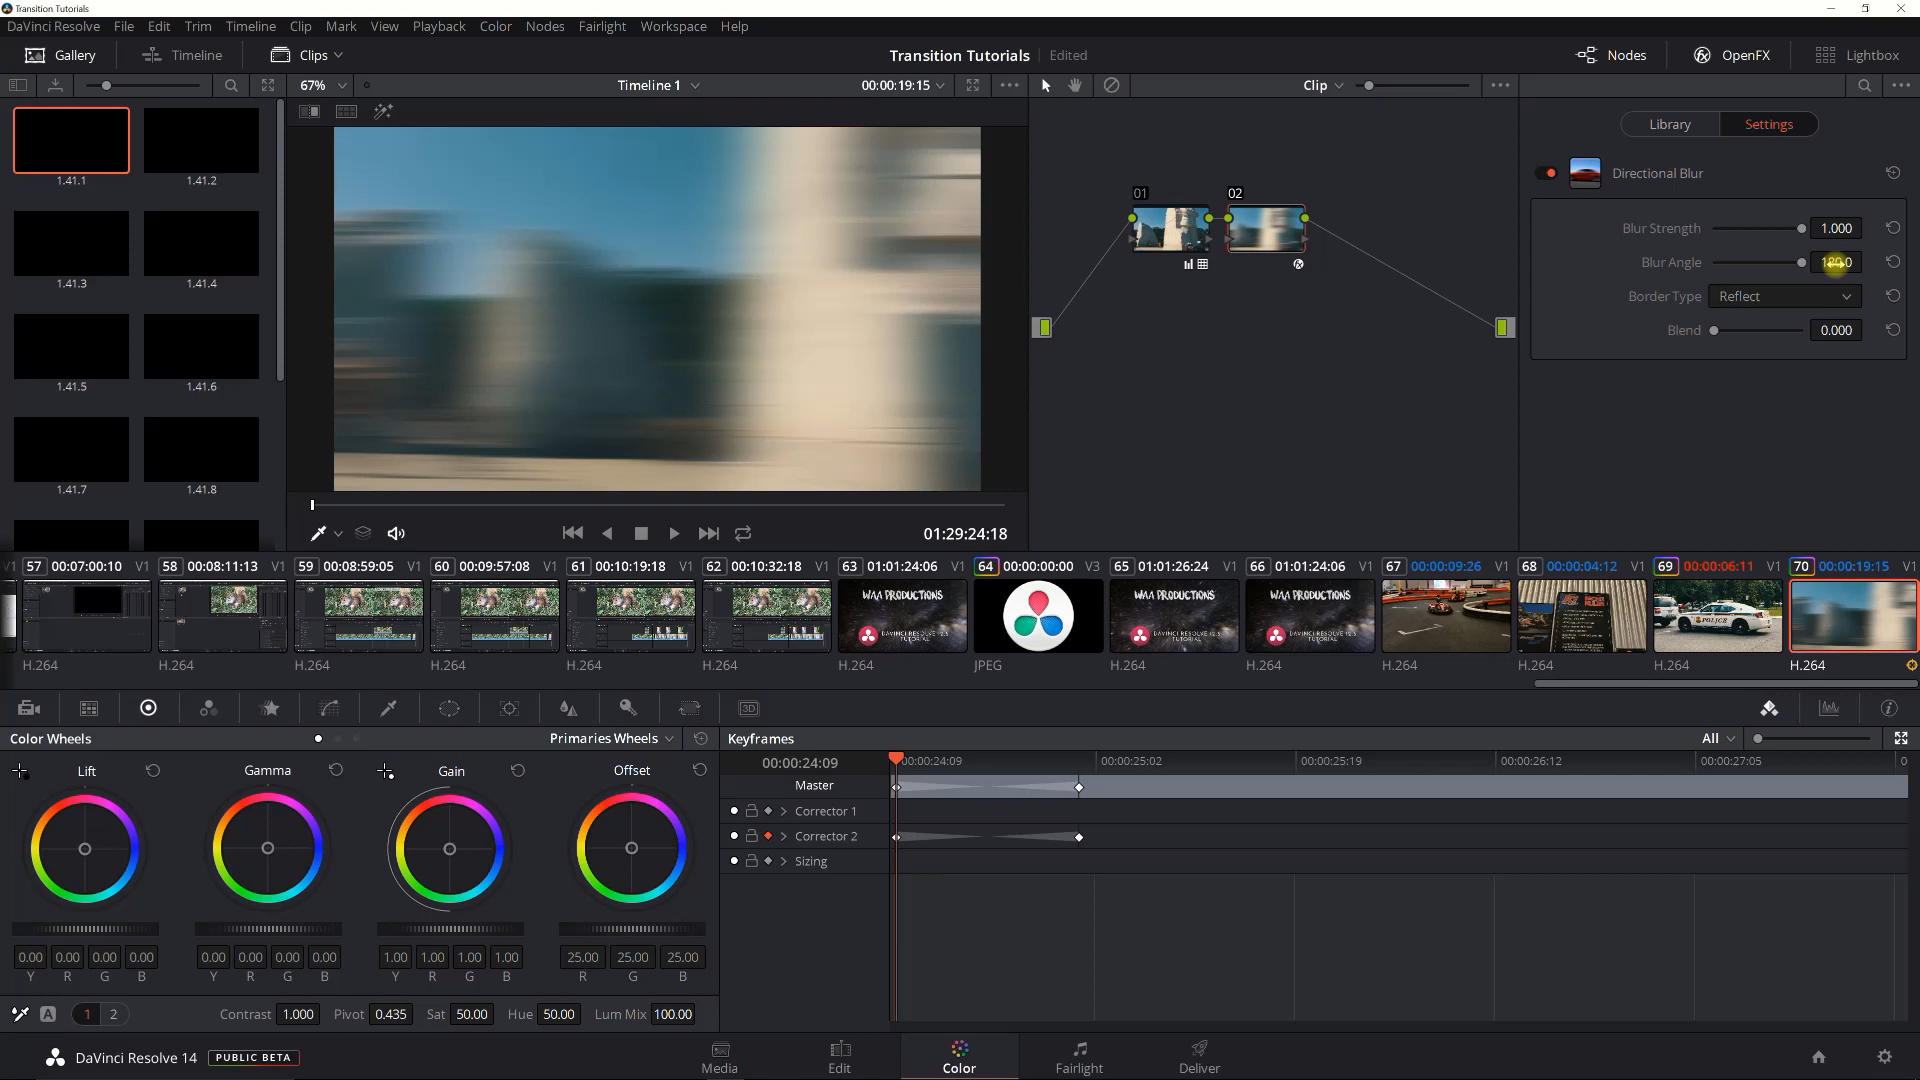 Transition Tutorials
DaVinci Resolve File Edit Trim Timeline Clip Mark View Playback Color Nodes Fairlight Workspace Help
Gallery Timeline Clips Transition Tutorials Edited Nodes OpenFX Lightbox
67% Timeline 1 00:00:19:15 Clip
Library Settings
1.41.1 1.41.2
1.41.3 1.41.4
1.41.5 1.41.6
1.41.7 1.41.8
01 02
Directional Blur
Blur Strength 1.000
Blur Angle
Border Type Reflect
Blend 0.000
01:29:24:18
V1 57 00:07:00:10 V1 58 00:08:11:13 V1 59 00:08:59:05 V1 60 00:09:57:08 V1 61 00:10:19:18 V1 62 00:10:32:18 V1 63 01:01:24:06 V1 64 00:00:00:00 V3 65 01:01:26:24 V1 66 01:01:24:06 V1 67 00:00:09:26 V1 68 00:00:04:12 V1 69 00:00:06:11 V1 70 00:00:19:15 V1
WAA PRODUCTIONS
DAVINCI RESOLVE 12.5
TUTORIAL
WAA PRODUCTIONS
DAVINCI RESOLVE 12.5
TUTORIAL
WAA PRODUCTIONS
DAVINCI RESOLVE 12.5
TUTORIAL
POLICE
H.264 H.264 H.264 H.264 H.264 H.264 H.264 JPEG H.264 H.264 H.264 H.264 H.264 H.264
3D
Color Wheels Primaries Wheels
Lift Gamma Gain Offset
0.00 0.00 0.00 0.00 0.00 0.00 0.00 0.00 1.00 1.00 1.00 1.00 25.00 25.00 25.00
Y R G B Y R G B Y R G B R G B
A 1 2 Contrast 1.000 Pivot 0.435 Sat 50.00 Hue 50.00 Lum Mix 100.00
Keyframes All
00:00:24:09 00:00:24:09 00:00:25:02 00:00:25:19 00:00:26:12 00:00:27:05 0
Master
Corrector 1
Corrector 2
Sizing
DaVinci Resolve 14 PUBLIC BETA
Media Edit Color Fairlight Deliver